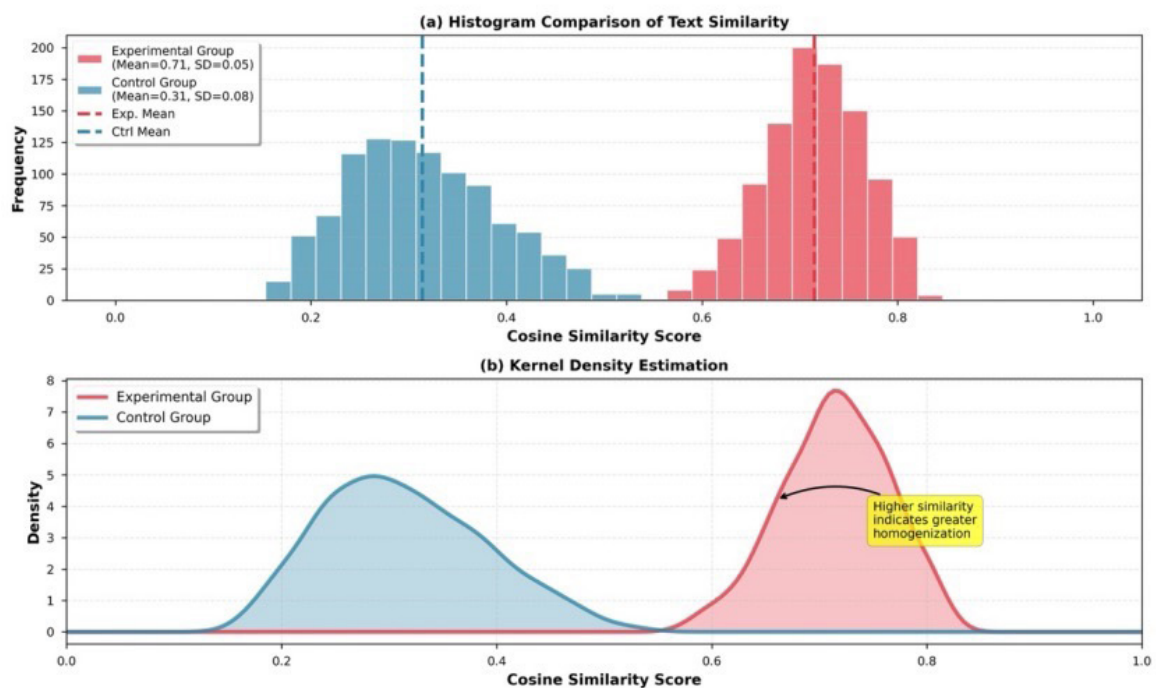 (a) Histogram Comparison of Text Similarity
Experimental Group
(Mean=0.71, SD=0.05)
Control Group
(Mean=0.31, SD=0.08)
Exp. Mean
Ctrl Mean
Frequency
200
175
150
125
100
75
50
25
0
0.0 0.2 0.4 0.6 0.8 1.0
Cosine Similarity Score
(b) Kernel Density Estimation
Experimental Group
Control Group
Density
8
7
6
5
4
3
2
1
0
Higher similarity
indicates greater
homogenization
0.0 0.2 0.4 0.6 0.8 1.0
Cosine Similarity Score